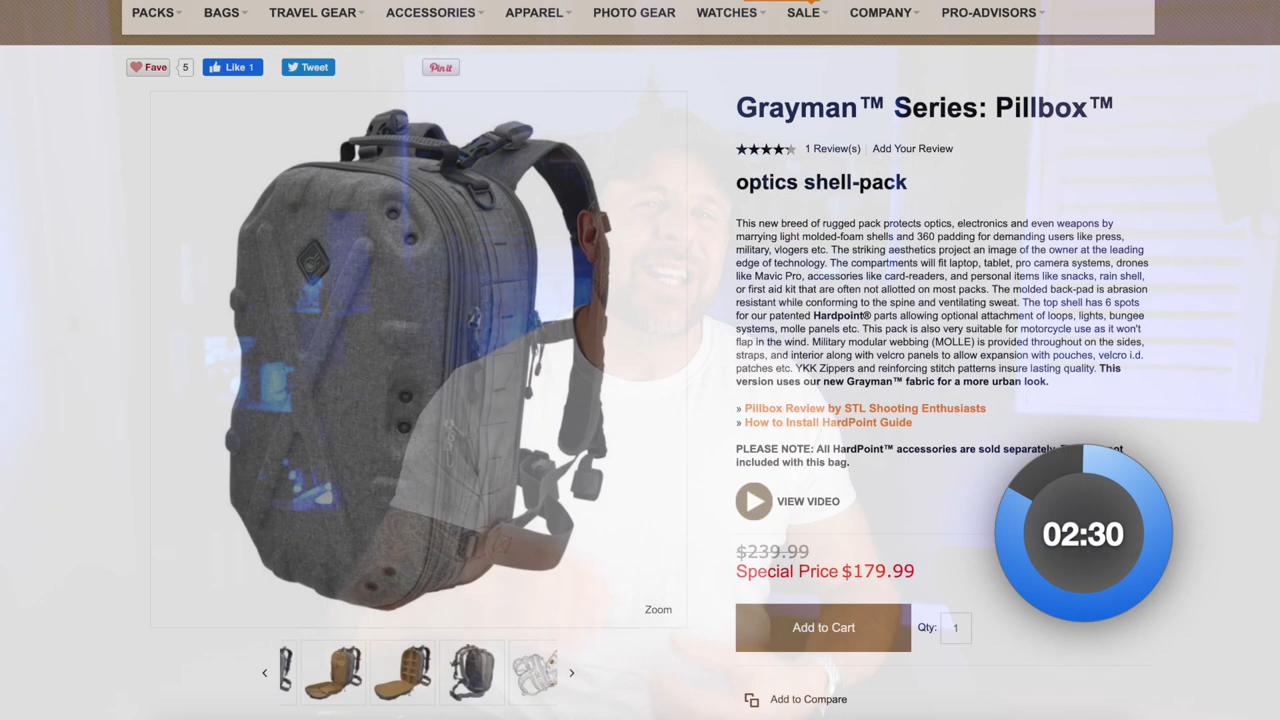 PACKS BAGS TRAVEL GEAR ACCESSORIES APPAREL PHOTO GEAR WATCHES SALE COMPANY PRO-ADVISORS
Fave 5 Like 1 Tweet Pin it
Grayman™ Series: Pillbox™
1 Review(s) | Add Your Review
optics shell-pack
This new breed of rugged pack protects optics, electronics and even weapons by
marrying light molded-foam shells and 360 padding for demanding users like press,
military, vlogers etc. The striking aesthetics project an image of the owner at the leading
edge of technology. The compartments will fit laptop, tablet, pro camera systems, drones
like Mavic Pro, accessories like card-readers, and personal items like snacks, rain shell,
or first aid kit that are often not allotted on most packs. The molded back-pad is abrasion
resistant while conforming to the spine and ventilating sweat. The top shell has 6 spots
for our patented Hardpoint® parts allowing optional attachment of loops, lights, bungee
systems, molle panels etc. This pack is also very suitable for motorcycle use as it won't
flap in the wind. Military modular webbing (MOLLE) is provided throughout on the sides,
straps, and interior along with velcro panels to allow expansion with pouches, velcro i.d.
patches etc. YKK Zippers and reinforcing stitch patterns insure lasting quality. This
version uses our new Grayman™ fabric for a more urban look.
» Pillbox Review by STL Shooting Enthusiasts
» How to Install HardPoint Guide
PLEASE NOTE: All HardPoint™ accessories are sold separately.
included with this bag.
VIEW VIDEO
02:30
$239.99
Special Price $179.99
Zoom
Add to Cart Qty: 1
Add to Compare